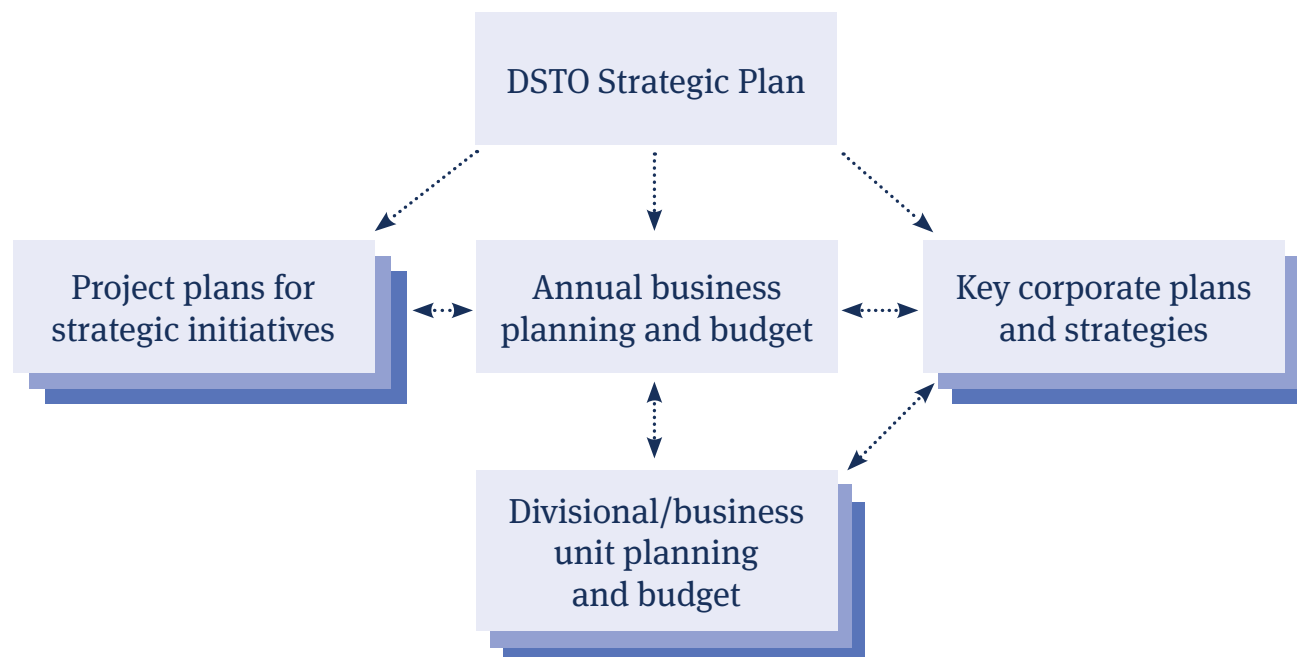 DSTO Strategic Plan
Project plans for
strategic initiatives
Annual business
planning and budget
Key corporate plans
and strategies
Divisional/business
unit planning
and budget